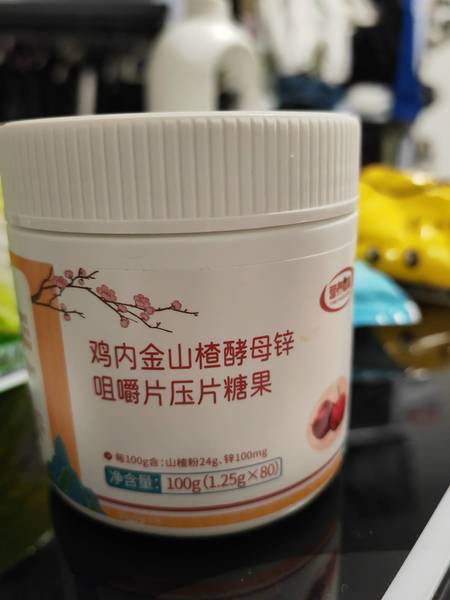 鸡内金山楂酵母锌
咀嚼片压片糖果
每100g含:山楂粉24g、锌100mg
净含量: 100g(1.25g×80)